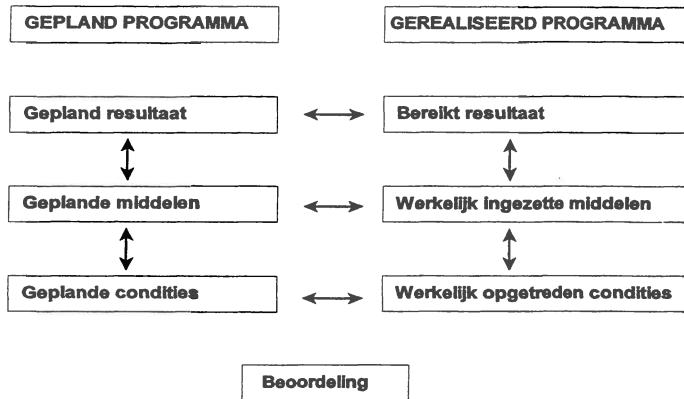 GEPLAND PROGRAMMA
GEREALISEERD PROGRAMMA
Gepland resultaat
Bereikt resultaat
Geplande middelen
Werkelijk ingezette middelen
Geplande condities
Werkelijk opgetreden condities
Beoordeling